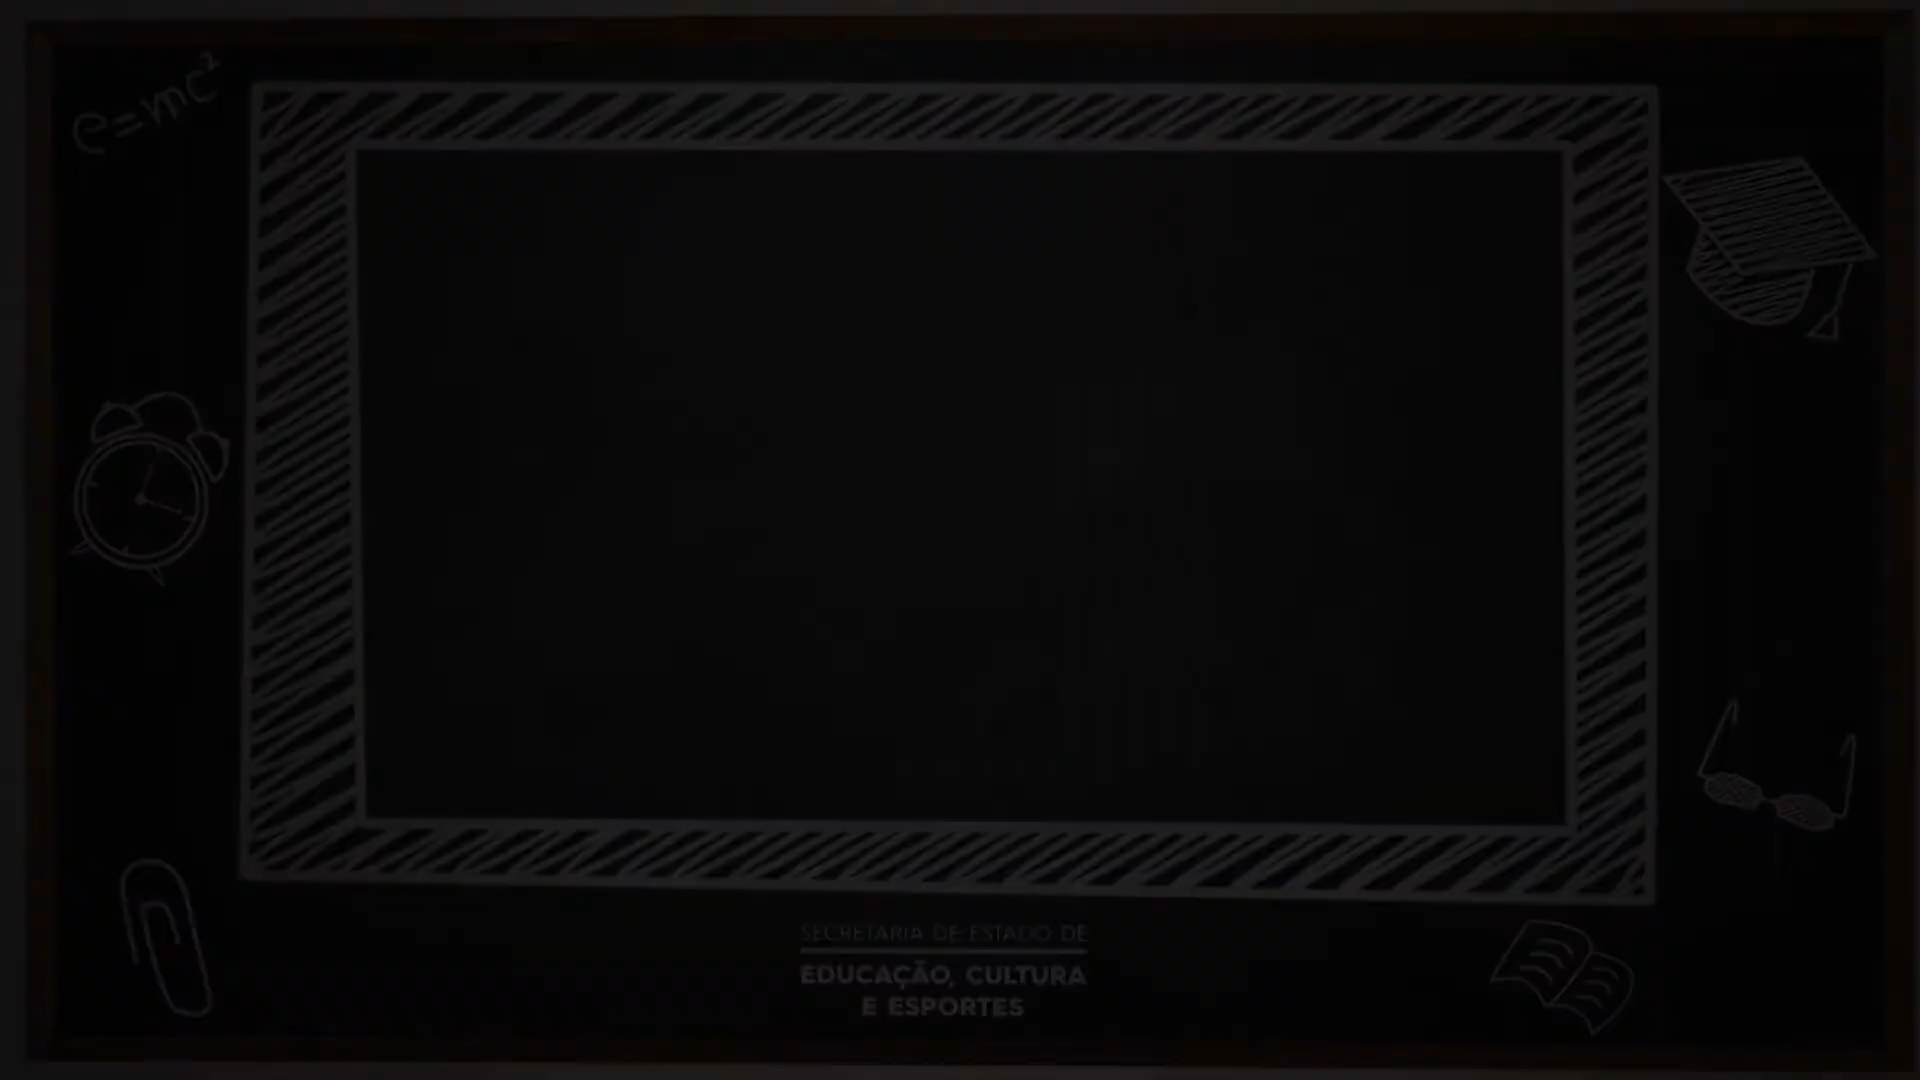 e=mc²
SECRETARIA DE ESTADO DE
EDUCAÇÃO, CULTURA
E ESPORTES